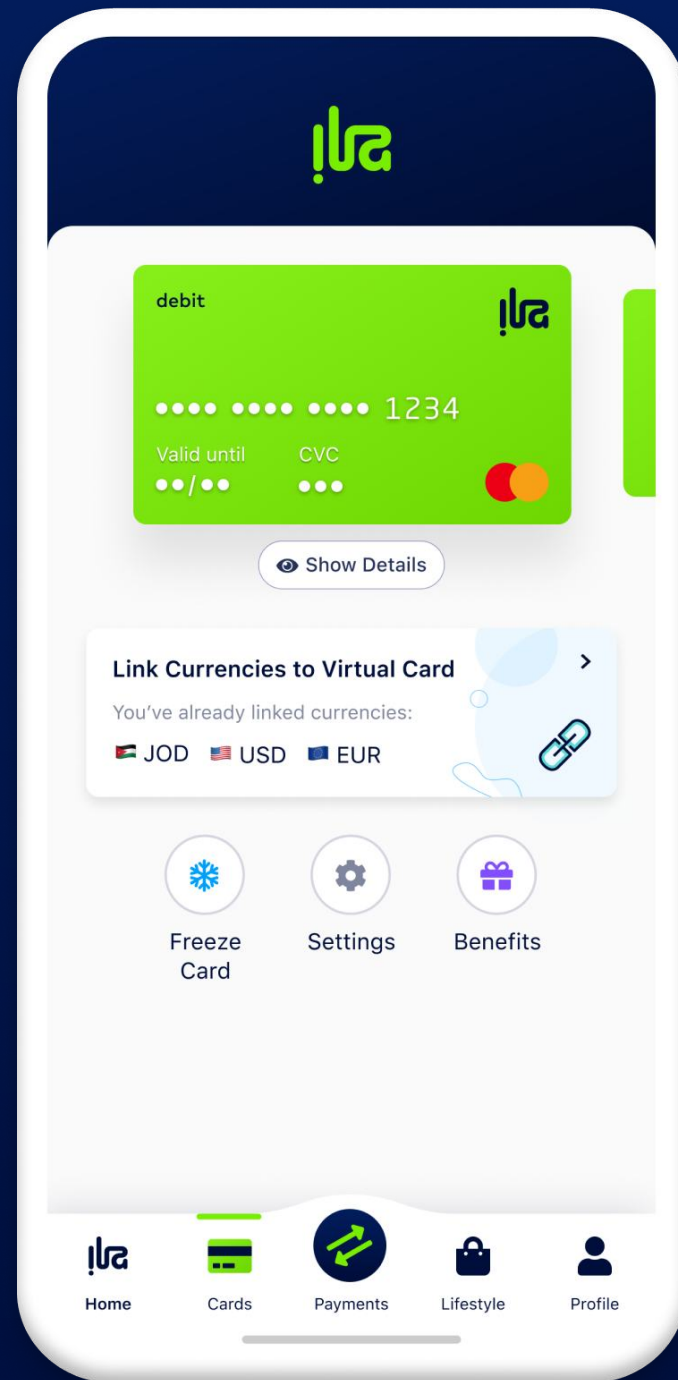 ila
debit
ila
•••• •••• •••• 1234
Valid until CVC
••/•• •••
Show Details
Link Currencies to Virtual Card
You’ve already linked currencies:
JOD USD EUR
Freeze Card
Settings
Benefits
ila
Home Cards Payments Lifestyle Profile